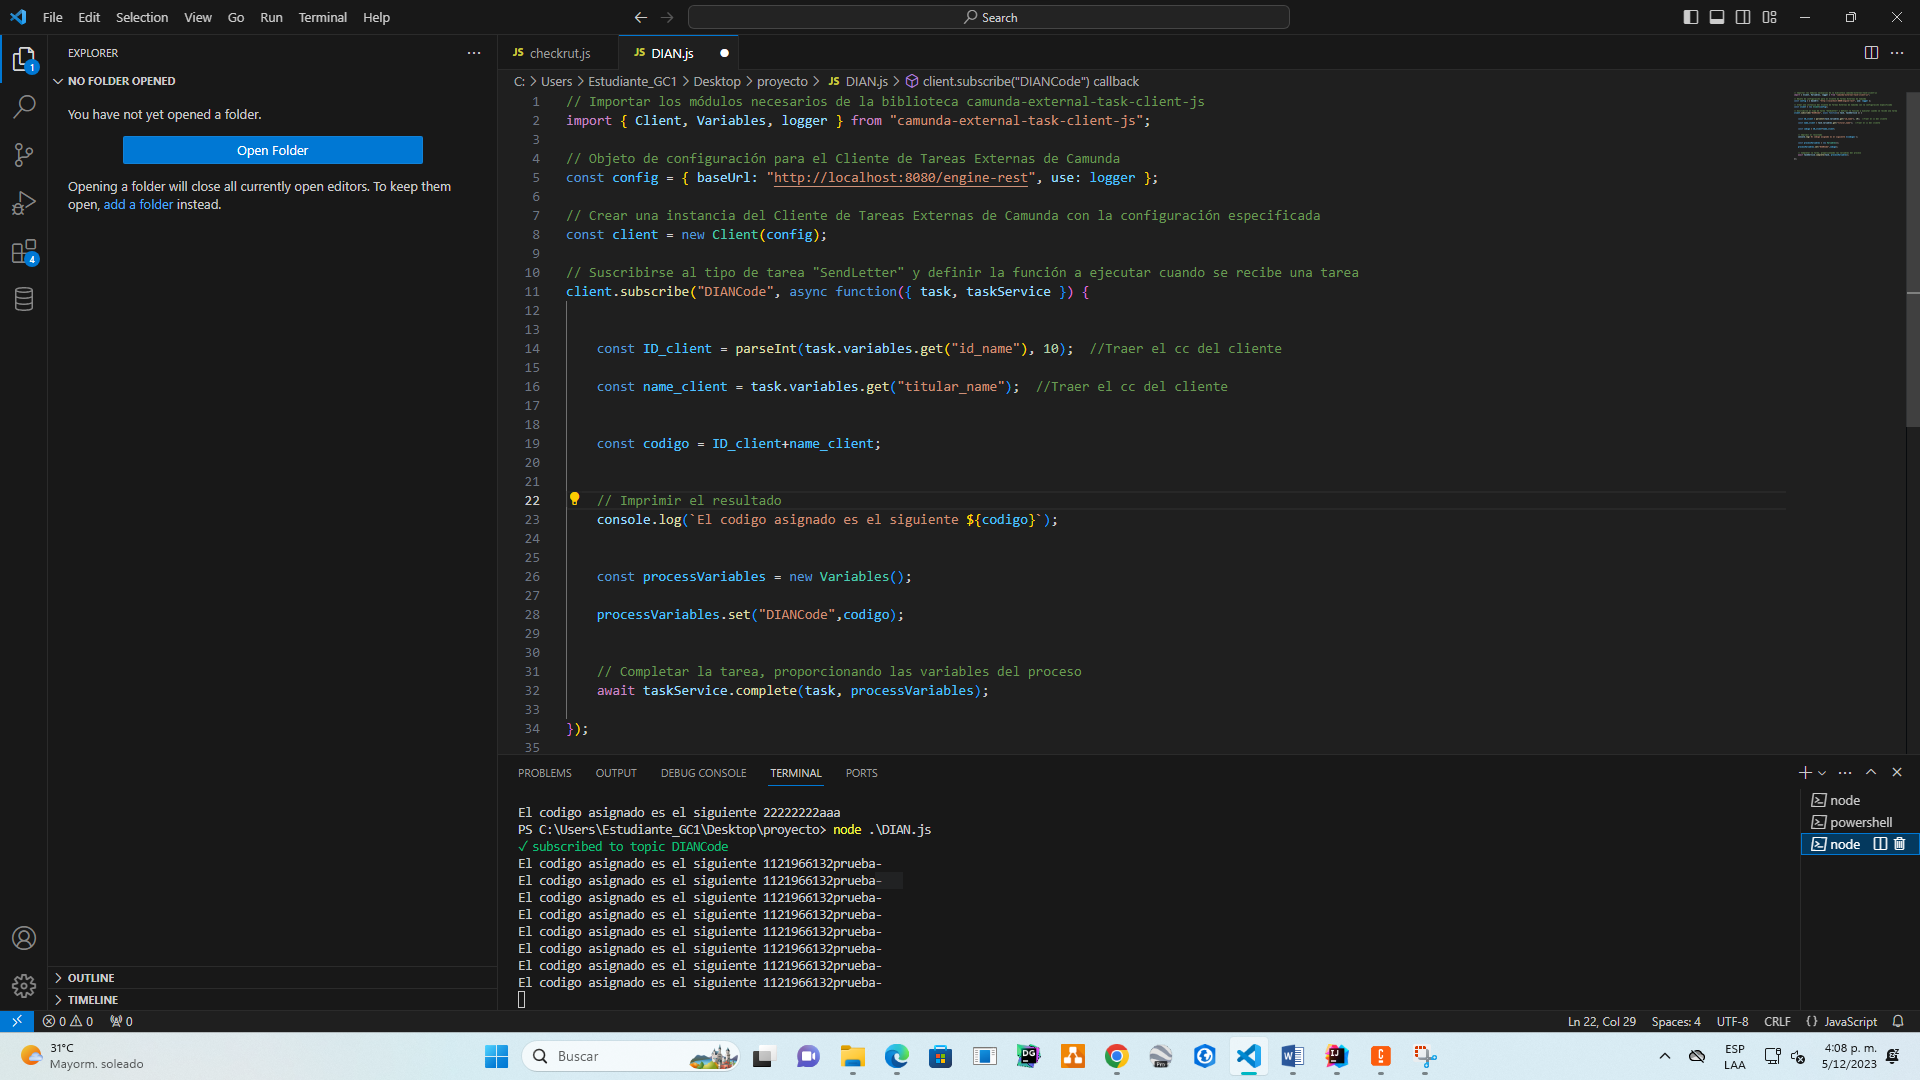 File Edit Selection View Go Run Terminal Help
Search
EXPLORER
NO FOLDER OPENED
You have not yet opened a folder.
Open Folder
Opening a folder will close all currently open editors. To keep them
open, add a folder instead.
OUTLINE
TIMELINE
JS checkrut.js
JS DIAN.js
C: > Users > Estudiante_GC1 > Desktop > proyecto > JS DIAN.js > client.subscribe("DIANCode") callback
1 // Importar los módulos necesarios de la biblioteca camunda-external-task-client-js
2 import { Client, Variables, logger } from "camunda-external-task-client-js";
3
4 // Objeto de configuración para el Cliente de Tareas Externas de Camunda
5 const config = { baseUrl: "http://localhost:8080/engine-rest", use: logger };
6
7 // Crear una instancia del Cliente de Tareas Externas de Camunda con la configuración especificada
8 const client = new Client(config);
9
10 // Suscribirse al tipo de tarea "SendLetter" y definir la función a ejecutar cuando se recibe una tarea
11 client.subscribe("DIANCode", async function({ task, taskService }) {
12
13
14 const ID_client = parseInt(task.variables.get("id_name"), 10); //Traer el cc del cliente
15
16 const name_client = task.variables.get("titular_name"); //Traer el cc del cliente
17
18
19 const codigo = ID_client+name_client;
20
21
22 // Imprimir el resultado
23 console.log(`El codigo asignado es el siguiente ${codigo}`);
24
25
26 const processVariables = new Variables();
27
28 processVariables.set("DIANCode",codigo);
29
30
31 // Completar la tarea, proporcionando las variables del proceso
32 await taskService.complete(task, processVariables);
33
34 });
35
PROBLEMS OUTPUT DEBUG CONSOLE TERMINAL PORTS
El codigo asignado es el siguiente 22222222aaa
PS C:\Users\Estudiante_GC1\Desktop\proyecto> node .\DIAN.js
✓ subscribed to topic DIANCode
El codigo asignado es el siguiente 1121966132prueba-
El codigo asignado es el siguiente 1121966132prueba-
El codigo asignado es el siguiente 1121966132prueba-
El codigo asignado es el siguiente 1121966132prueba-
El codigo asignado es el siguiente 1121966132prueba-
El codigo asignado es el siguiente 1121966132prueba-
El codigo asignado es el siguiente 1121966132prueba-
El codigo asignado es el siguiente 1121966132prueba-
node
powershell
node
0 0 0
Ln 22, Col 29 Spaces: 4 UTF-8 CRLF {} JavaScript
31°C
Mayorm. soleado
Buscar
ESP
LAA
4:08 p. m.
5/12/2023